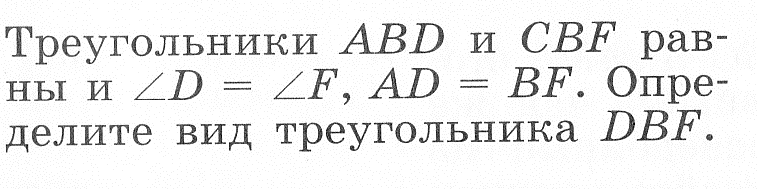 Треугольники ABD и CBF рав-
ны и ∠D = ∠F, AD = BF. Опре-
делите вид треугольника DBF.